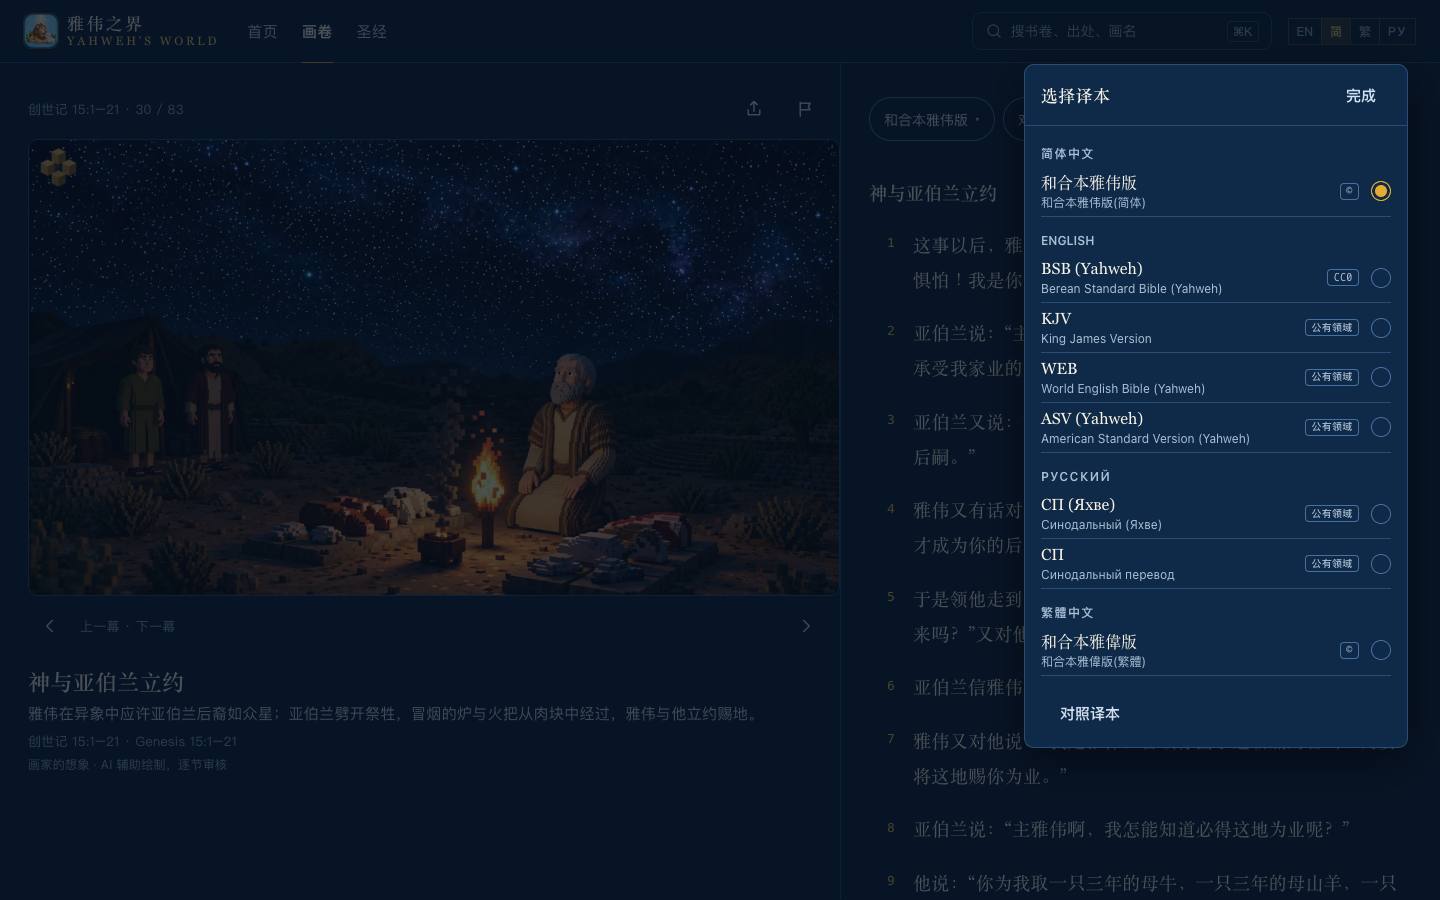 雅伟之界
YAHWEH'S WORLD
首页 画卷 圣经
搜书卷、出处、画名
⌘K
EN 简 繁 РУ
创世记 15:1–21 · 30 / 83
上一幕 · 下一幕
神与亚伯兰立约
雅伟在异象中应许亚伯兰后裔如众星；亚伯兰劈开祭牲，冒烟的炉与火把从肉块中经过，雅伟与他立约赐地。
创世记 15:1–21 · Genesis 15:1–21
画家的想象 · AI 辅助绘制，逐节审核
和合本雅伟版
神与亚伯兰立约
1 这事以后，雅
惧怕！我是你
2 亚伯兰说：“主
承受我家业的
3 亚伯兰又说：
后嗣。”
4 雅伟又有话对
才成为你的后
5 于是领他走到
来吗？”又对他
6 亚伯兰信雅伟
7 雅伟又对他说
将这地赐你为业。”
8 亚伯兰说：“主雅伟啊，我怎能知道必得这地为业呢？”
9 他说：“你为我取一只三年的母牛，一只三年的母山羊，一只
选择译本
完成
简体中文
和合本雅伟版
和合本雅伟版(简体)
©
ENGLISH
BSB (Yahweh)
Berean Standard Bible (Yahweh)
CC0
KJV
King James Version
公有领域
WEB
World English Bible (Yahweh)
公有领域
ASV (Yahweh)
American Standard Version (Yahweh)
公有领域
РУССКИЙ
СП (Яхве)
Синодальный (Яхве)
公有领域
СП
Синодальный перевод
公有领域
繁體中文
和合本雅偉版
和合本雅偉版(繁體)
©
对照译本